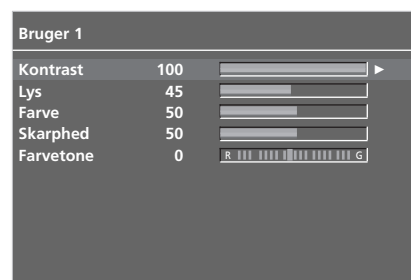 Bruger 1
Kontrast 100
Lys 45
Farve 50
Skarphed 50
Farvetone 0 R G